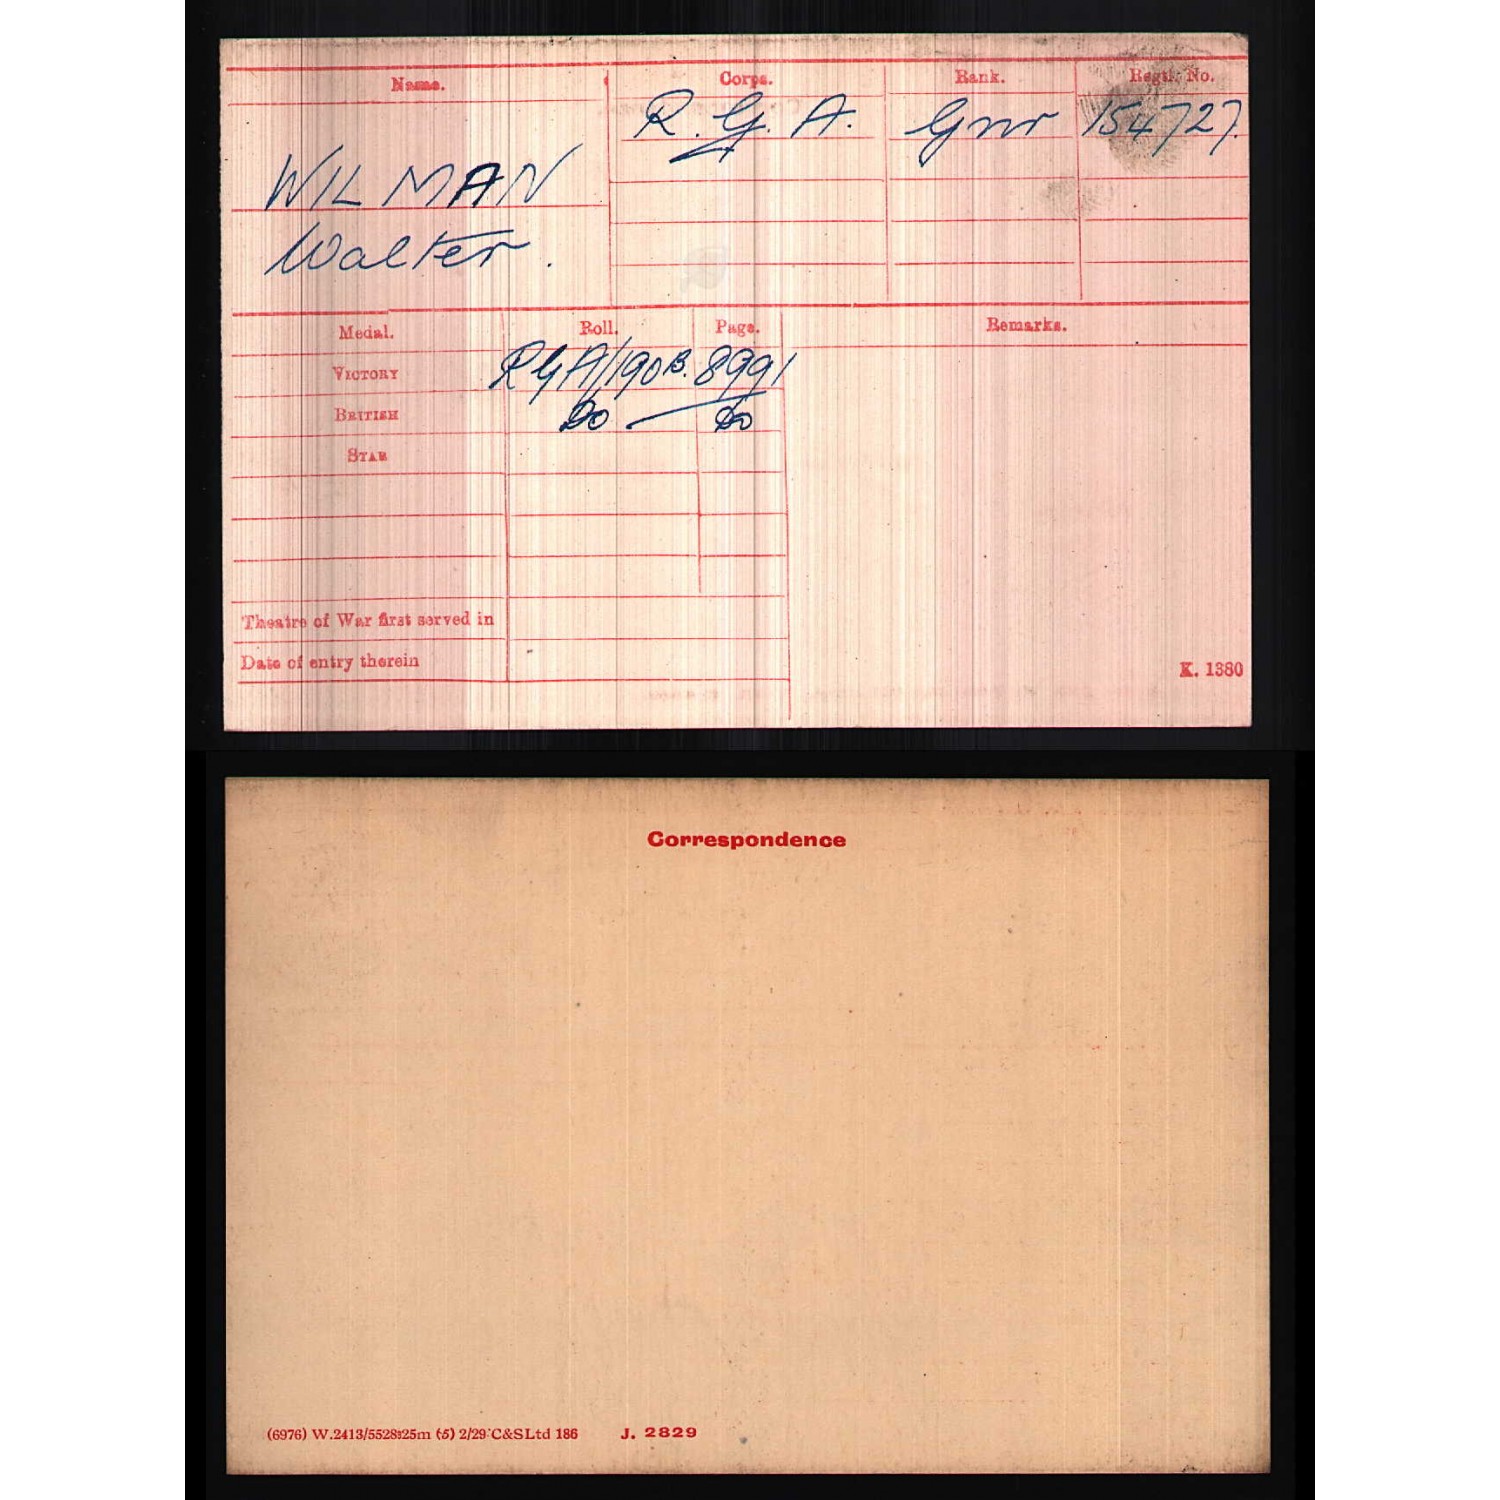 Name. Corps. Rank. Regtl. No.
R. G. A. Gnr 154727.
WILMAN
Walter.
Medal. Roll. Page. Remarks.
VICTORY RGA/190B. 8991
BRITISH Do — Do
STAR
Theatre of War first served in
Date of entry therein
K. 1380
Correspondence
(6976) W.2413/5528 25m (5) 2/29 C&SLtd 186 J. 2829